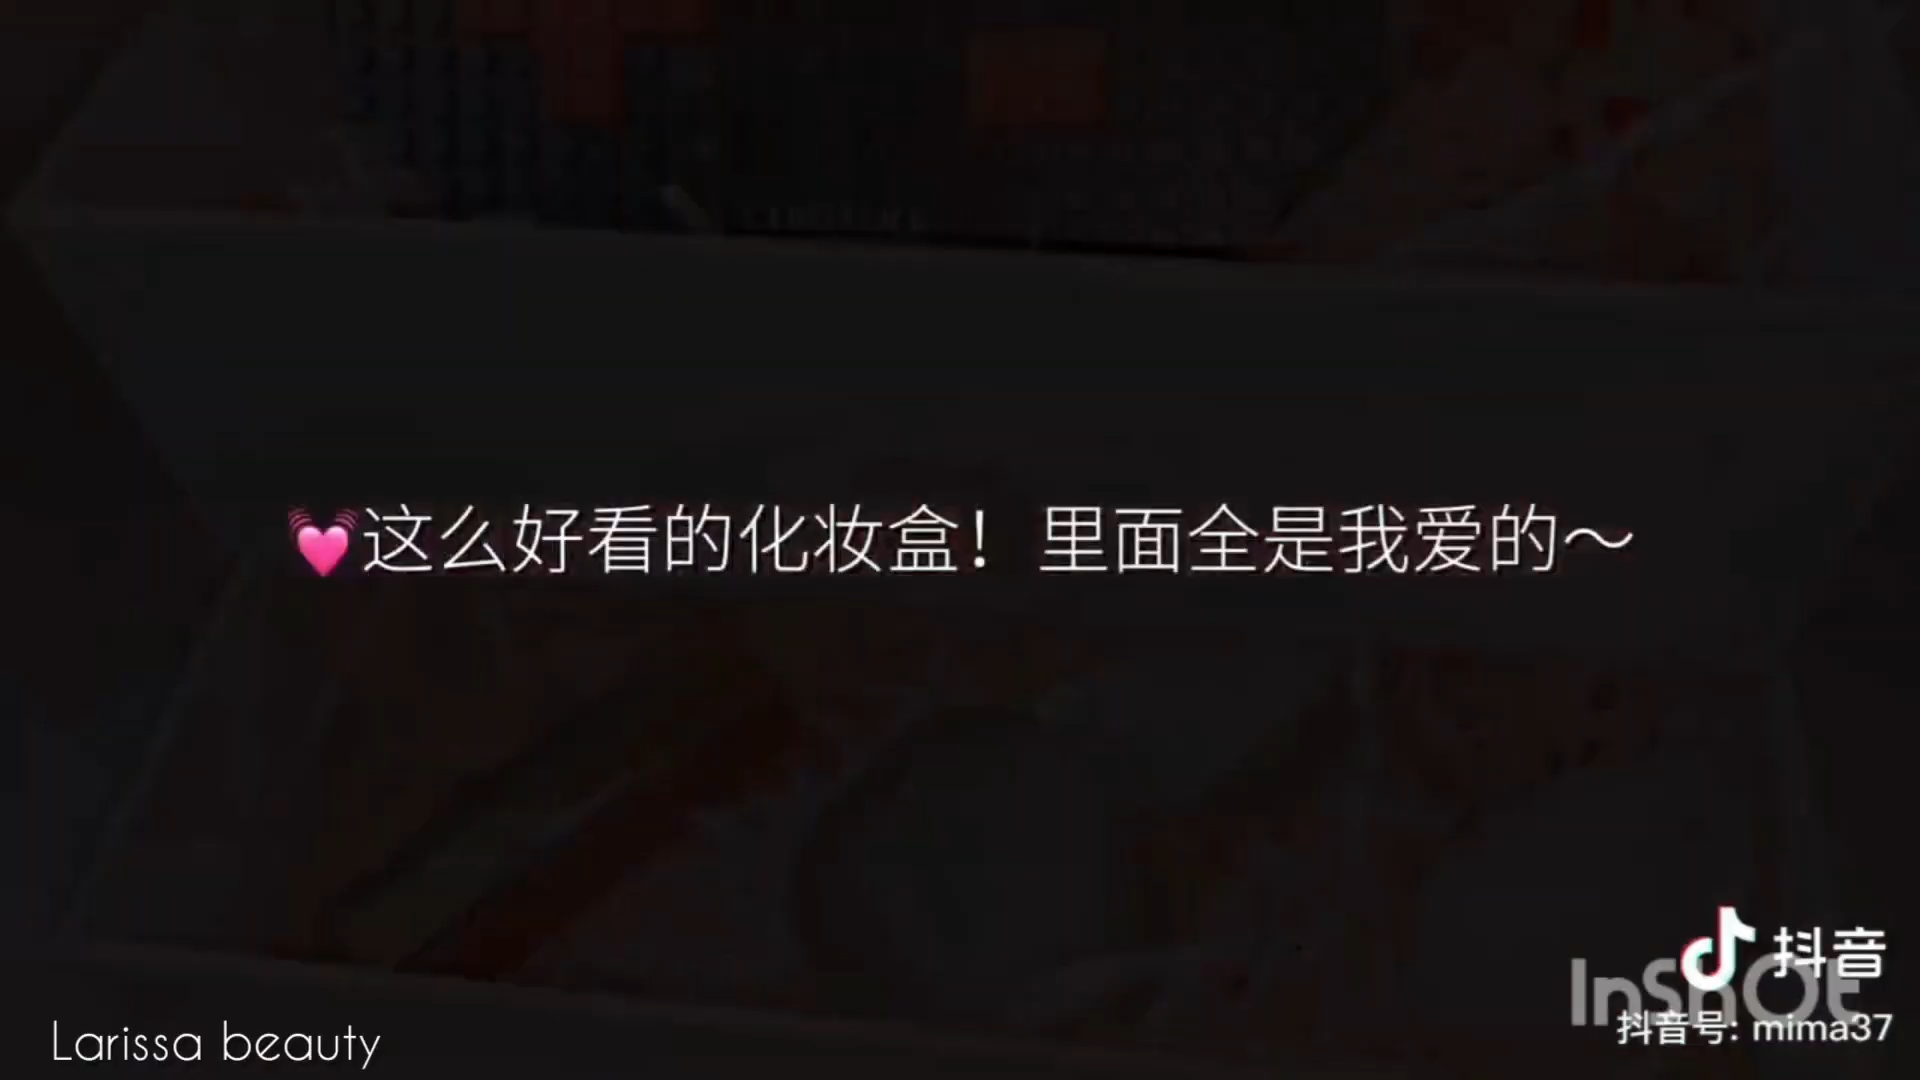 💓这么好看的化妆盒！里面全是我爱的～
抖音
InShOt
抖音号: mima37
Larissa beauty